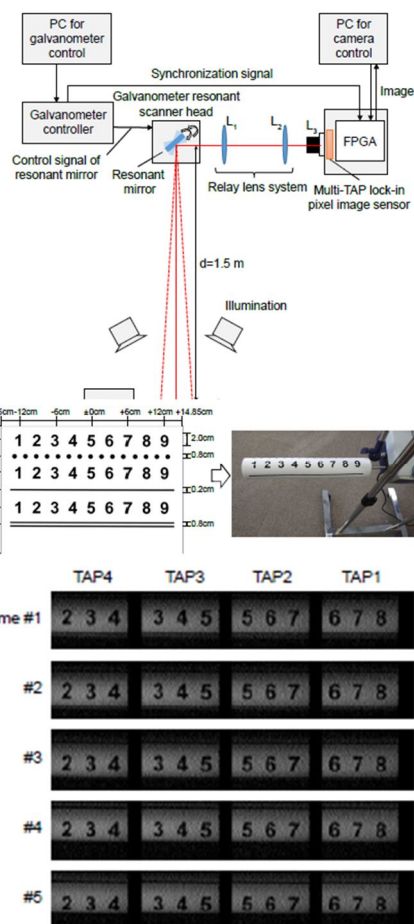 PC for
galvanometer
control
PC for
camera
control
Synchronization signal
Image
Galvanometer resonant
scanner head
Galvanometer
controller
L1
L2
L3
FPGA
Control signal of
resonant mirror
Resonant
mirror
Relay lens system
Multi-TAP lock-in
pixel image sensor
d=1.5 m
Illumination
-12cm -6cm ±0cm +6cm +12cm +14.85cm
1 2 3 4 5 6 7 8 9
2.0cm
0.8cm
1 2 3 4 5 6 7 8 9
0.2cm
1 2 3 4 5 6 7 8 9
0.8cm
1 2 3 4 5 6 7 8 9
TAP4 TAP3 TAP2 TAP1
me #1 2 3 4 3 4 5 5 6 7 6 7 8
#2 2 3 4 3 4 5 5 6 7 6 7 8
#3 2 3 4 3 4 5 5 6 7 6 7 8
#4 2 3 4 3 4 5 5 6 7 6 7 8
#5 2 3 4 3 4 5 5 6 7 6 7 8